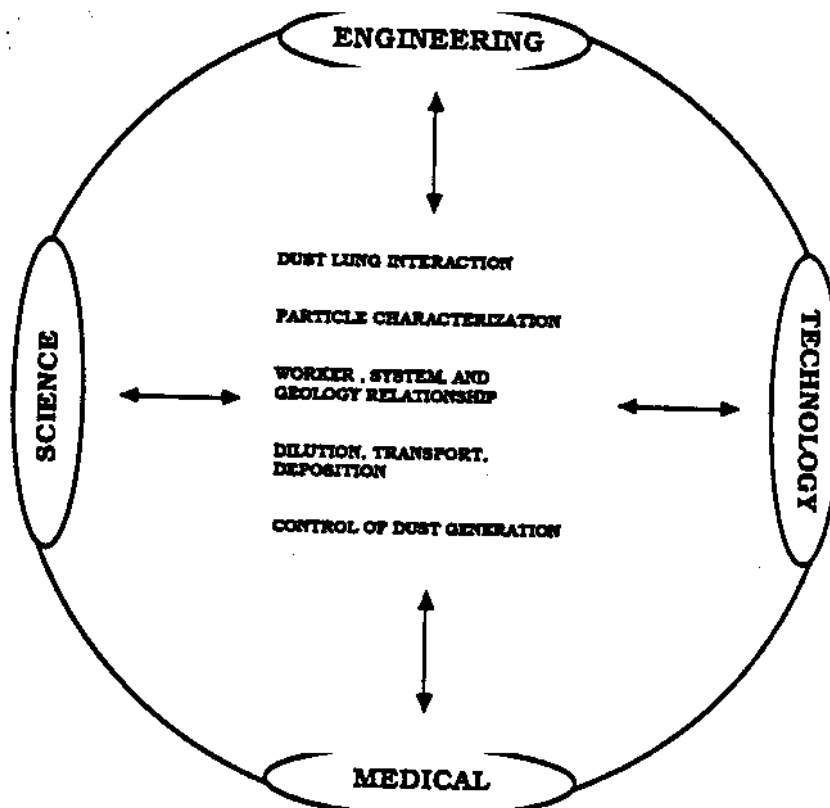 ENGINEERING
DUST LUNG INTERACTION
PARTICLE CHARACTERIZATION
WORKER , SYSTEM, AND
GEOLOGY RELATIONSHIP
DILUTION, TRANSPORT,
DEPOSITION
CONTROL OF DUST GENERATION
SCIENCE
TECHNOLOGY
MEDICAL